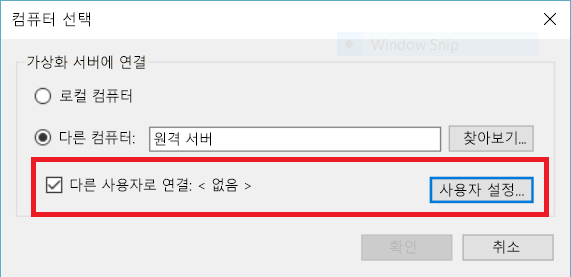 컴퓨터 선택
Window Snip
가상화 서버에 연결
로컬 컴퓨터
다른 컴퓨터: 원격 서버 찾아보기...
다른 사용자로 연결: < 없음 > 사용자 설정...
확인 취소